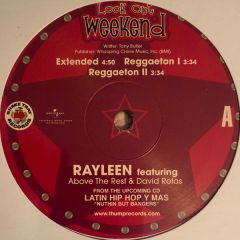 Look Out
Weekend
Writer: Tony Butler
Publisher: Whooping Crane Music, Inc. (BMI)
Extended 4:50 Reggaeton I 3:34
Reggaeton II 3:34
A
RAYLEEN featuring
Above The Rest & David Rolas
FROM THE UPCOMING CD
LATIN HIP HOP Y MAS
"NUTHIN BUT BANGERS"
www.thumprecords.com